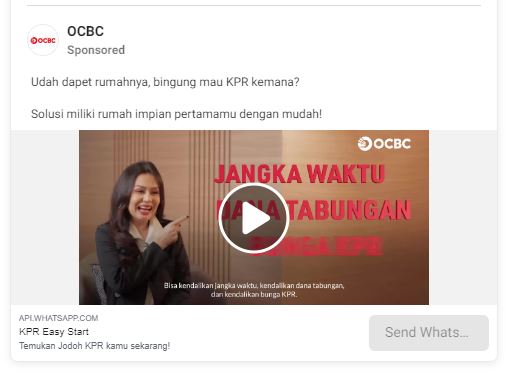 OCBC
OCBC
Sponsored
Udah dapet rumahnya, bingung mau KPR kemana?
Solusi miliki rumah impian pertamamu dengan mudah!
OCBC
JANGKA WAKTU
DANA TABUNGAN
BUNGA KPR
Bisa kendalikan jangka waktu, kendalikan dana tabungan,
dan kendalikan bunga KPR.
API.WHATSAPP.COM
KPR Easy Start
Temukan Jodoh KPR kamu sekarang!
Send Whats...